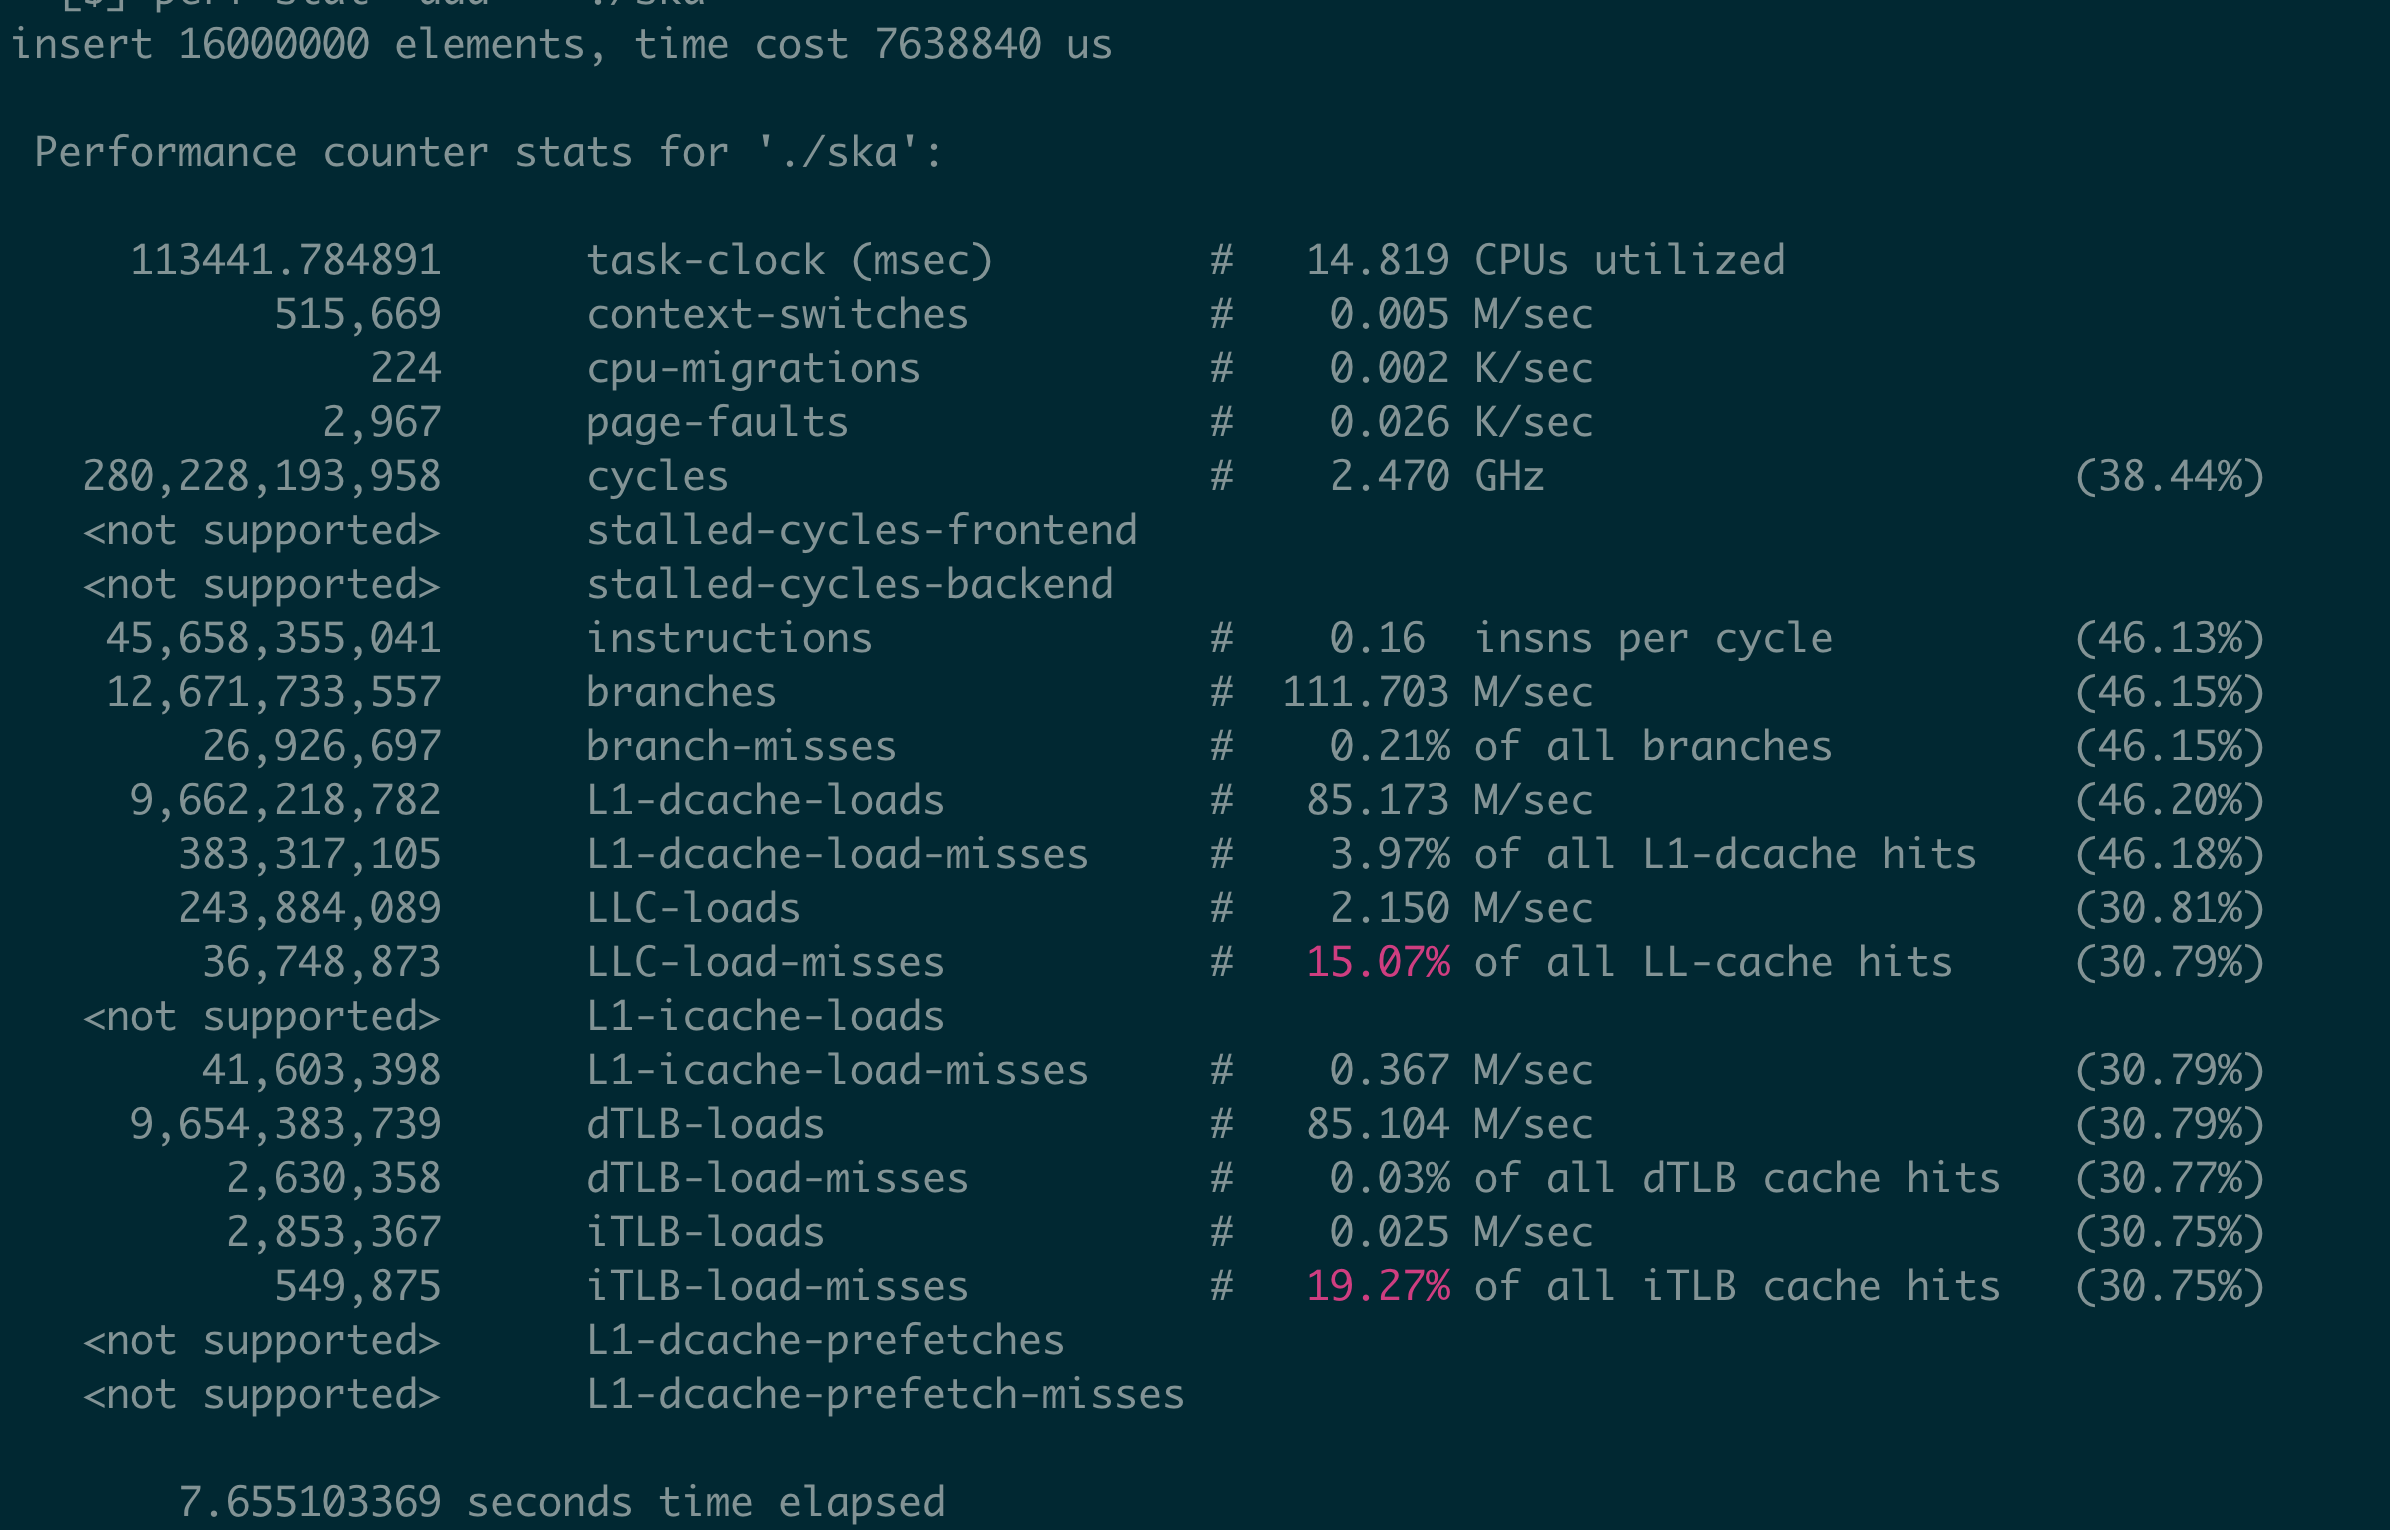 insert 16000000 elements, time cost 7638840 us
Performance counter stats for './ska':
113441.784891 task-clock (msec) # 14.819 CPUs utilized
515,669 context-switches # 0.005 M/sec
224 cpu-migrations # 0.002 K/sec
2,967 page-faults # 0.026 K/sec
280,228,193,958 cycles # 2.470 GHz (38.44%)
<not supported> stalled-cycles-frontend
<not supported> stalled-cycles-backend
45,658,355,041 instructions # 0.16 insns per cycle (46.13%)
12,671,733,557 branches # 111.703 M/sec (46.15%)
26,926,697 branch-misses # 0.21% of all branches (46.15%)
9,662,218,782 L1-dcache-loads # 85.173 M/sec (46.20%)
383,317,105 L1-dcache-load-misses # 3.97% of all L1-dcache hits (46.18%)
243,884,089 LLC-loads # 2.150 M/sec (30.81%)
36,748,873 LLC-load-misses # 15.07% of all LL-cache hits (30.79%)
<not supported> L1-icache-loads
41,603,398 L1-icache-load-misses # 0.367 M/sec (30.79%)
9,654,383,739 dTLB-loads # 85.104 M/sec (30.79%)
2,630,358 dTLB-load-misses # 0.03% of all dTLB cache hits (30.77%)
2,853,367 iTLB-loads # 0.025 M/sec (30.75%)
549,875 iTLB-load-misses # 19.27% of all iTLB cache hits (30.75%)
<not supported> L1-dcache-prefetches
<not supported> L1-dcache-prefetch-misses
7.655103369 seconds time elapsed